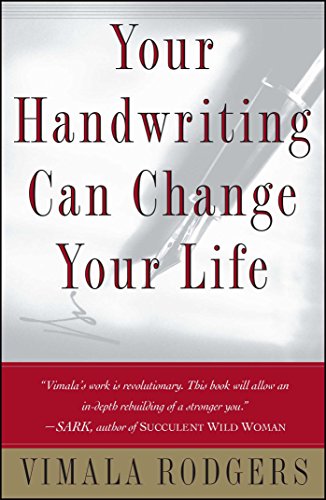 Your
Handwriting
Can Change
Your Life
“Vimala’s work is revolutionary. This book will allow an
in-depth rebuilding of a stronger you.”
—SARK, author of SUCCULENT WILD WOMAN
VIMALA RODGERS